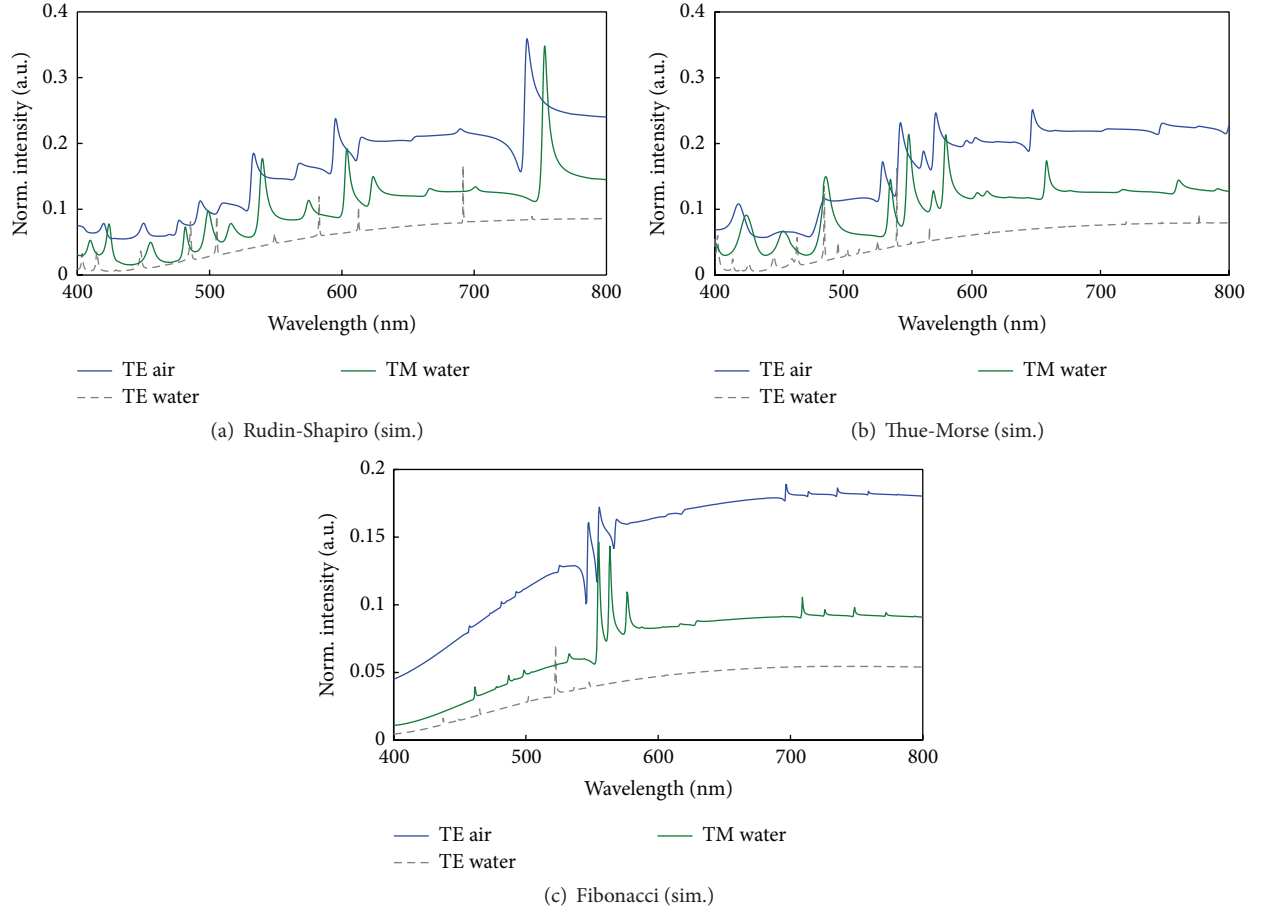 Norm. intensity (a.u.)
0.4
0.3
0.2
0.1
0
400
500
600
700
800
Wavelength (nm)
TE air
TM water
TE water
(a) Rudin-Shapiro (sim.)
Norm. intensity (a.u.)
0.4
0.3
0.2
0.1
0
400
500
600
700
800
Wavelength (nm)
TE air
TM water
TE water
(b) Thue-Morse (sim.)
Norm. intensity (a.u.)
0.2
0.15
0.1
0.05
0
400
500
600
700
800
Wavelength (nm)
TE air
TM water
TE water
(c) Fibonacci (sim.)